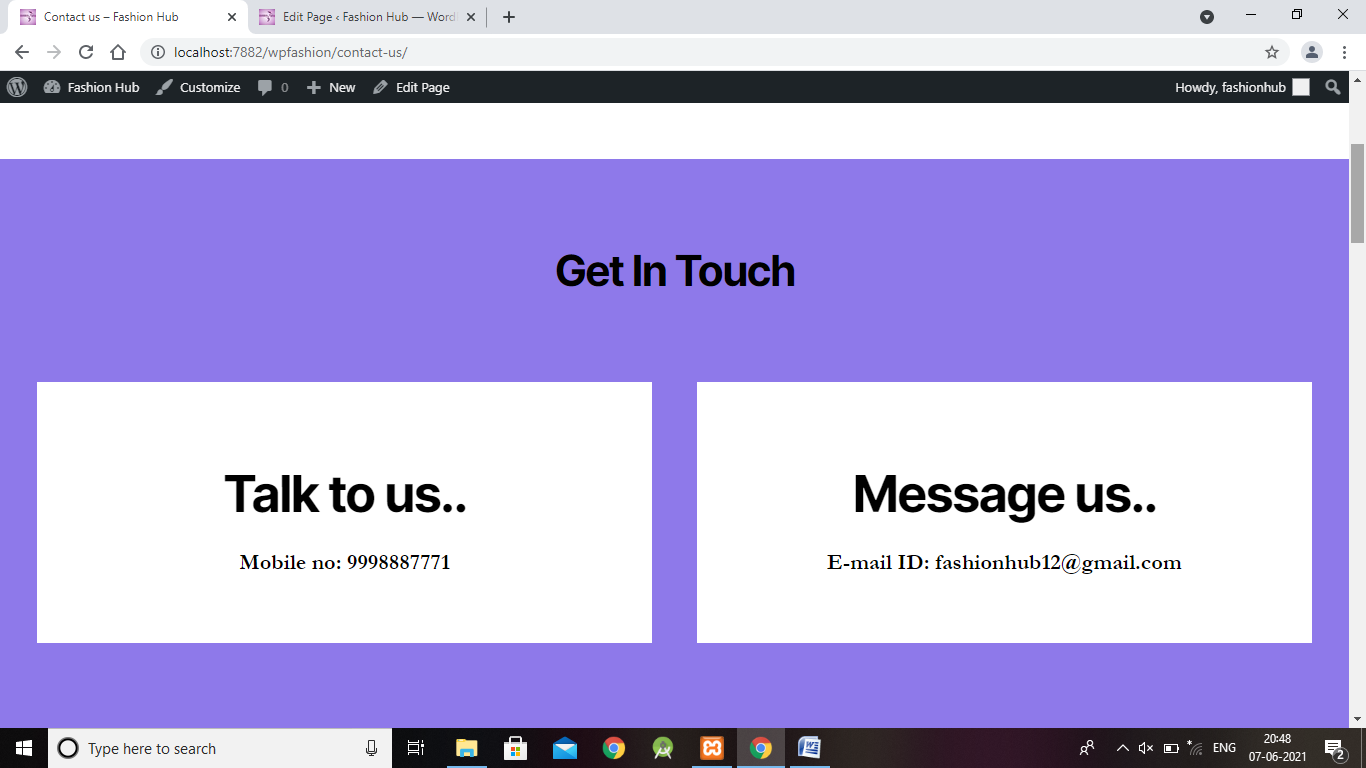 Contact us – Fashion Hub
Edit Page ‹ Fashion Hub — Word
localhost:7882/wpfashion/contact-us/
Fashion Hub Customize 0 New Edit Page Howdy, fashionhub
Get In Touch
Talk to us..
Mobile no: 9998887771
Message us..
E-mail ID: fashionhub12@gmail.com
Type here to search
ENG
20:48
07-06-2021
2